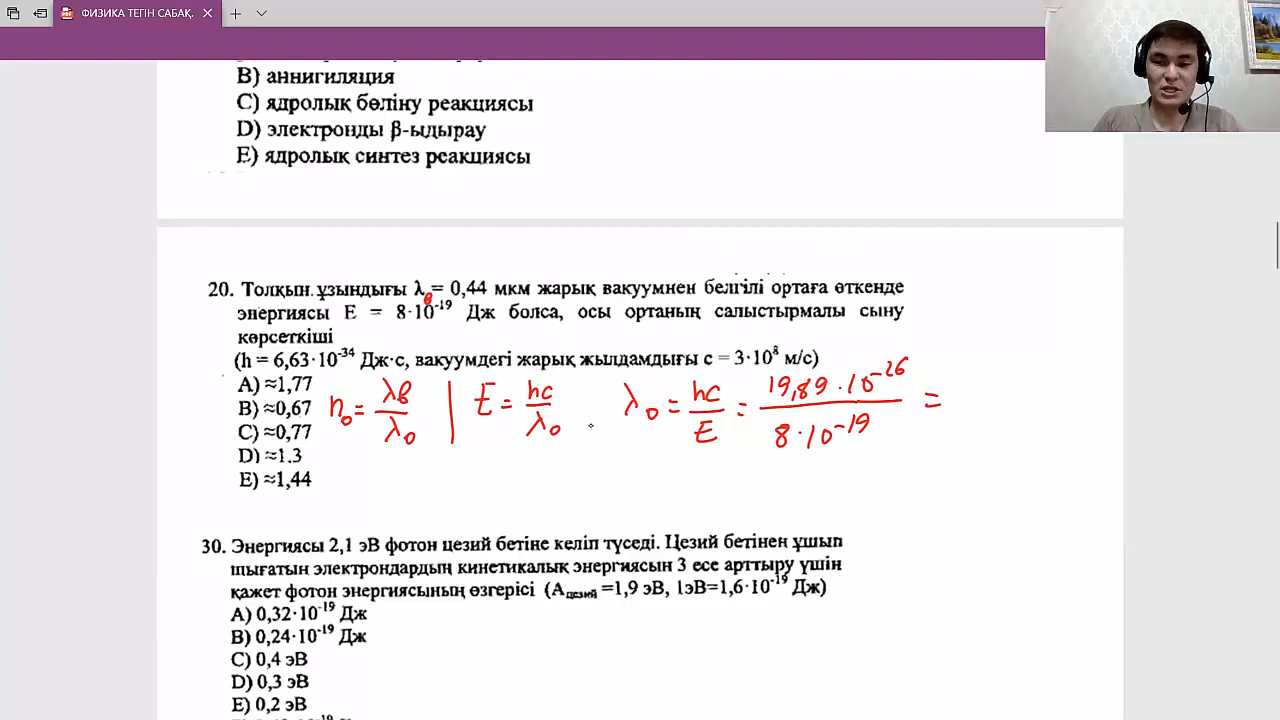 ФИЗИКА ТЕГІН САБАҚ.
B) аннигиляция
C) ядролық бөліну реакциясы
D) электронды β-ыдырау
E) ядролық синтез реакциясы
20. Толқын ұзындығы λв = 0,44 мкм жарық вакуумнен белгілі ортаға өткенде
энергиясы E = 8·10⁻¹⁹ Дж болса, осы ортаның салыстырмалы сыну
көрсеткіші
(h = 6,63·10⁻³⁴ Дж·с, вакуумдегі жарық жылдамдығы c = 3·10⁸ м/с)
A) ≈1,77
B) ≈0,67
C) ≈0,77
D) ≈1,3
E) ≈1,44
n₀ = λв/λ₀ | E = hc/λ₀ λ₀ = hc/E = 19,89·10⁻²⁶/8·10⁻¹⁹ =
30. Энергиясы 2,1 эВ фотон цезий бетіне келіп түседі. Цезий бетінен ұшып
шығатын электрондардың кинетикалық энергиясын 3 есе арттыру үшін
қажет фотон энергиясының өзгерісі (Aцезий =1,9 эВ, 1эВ=1,6·10⁻¹⁹ Дж)
A) 0,32·10⁻¹⁹ Дж
B) 0,24·10⁻¹⁹ Дж
C) 0,4 эВ
D) 0,3 эВ
E) 0,2 эВ